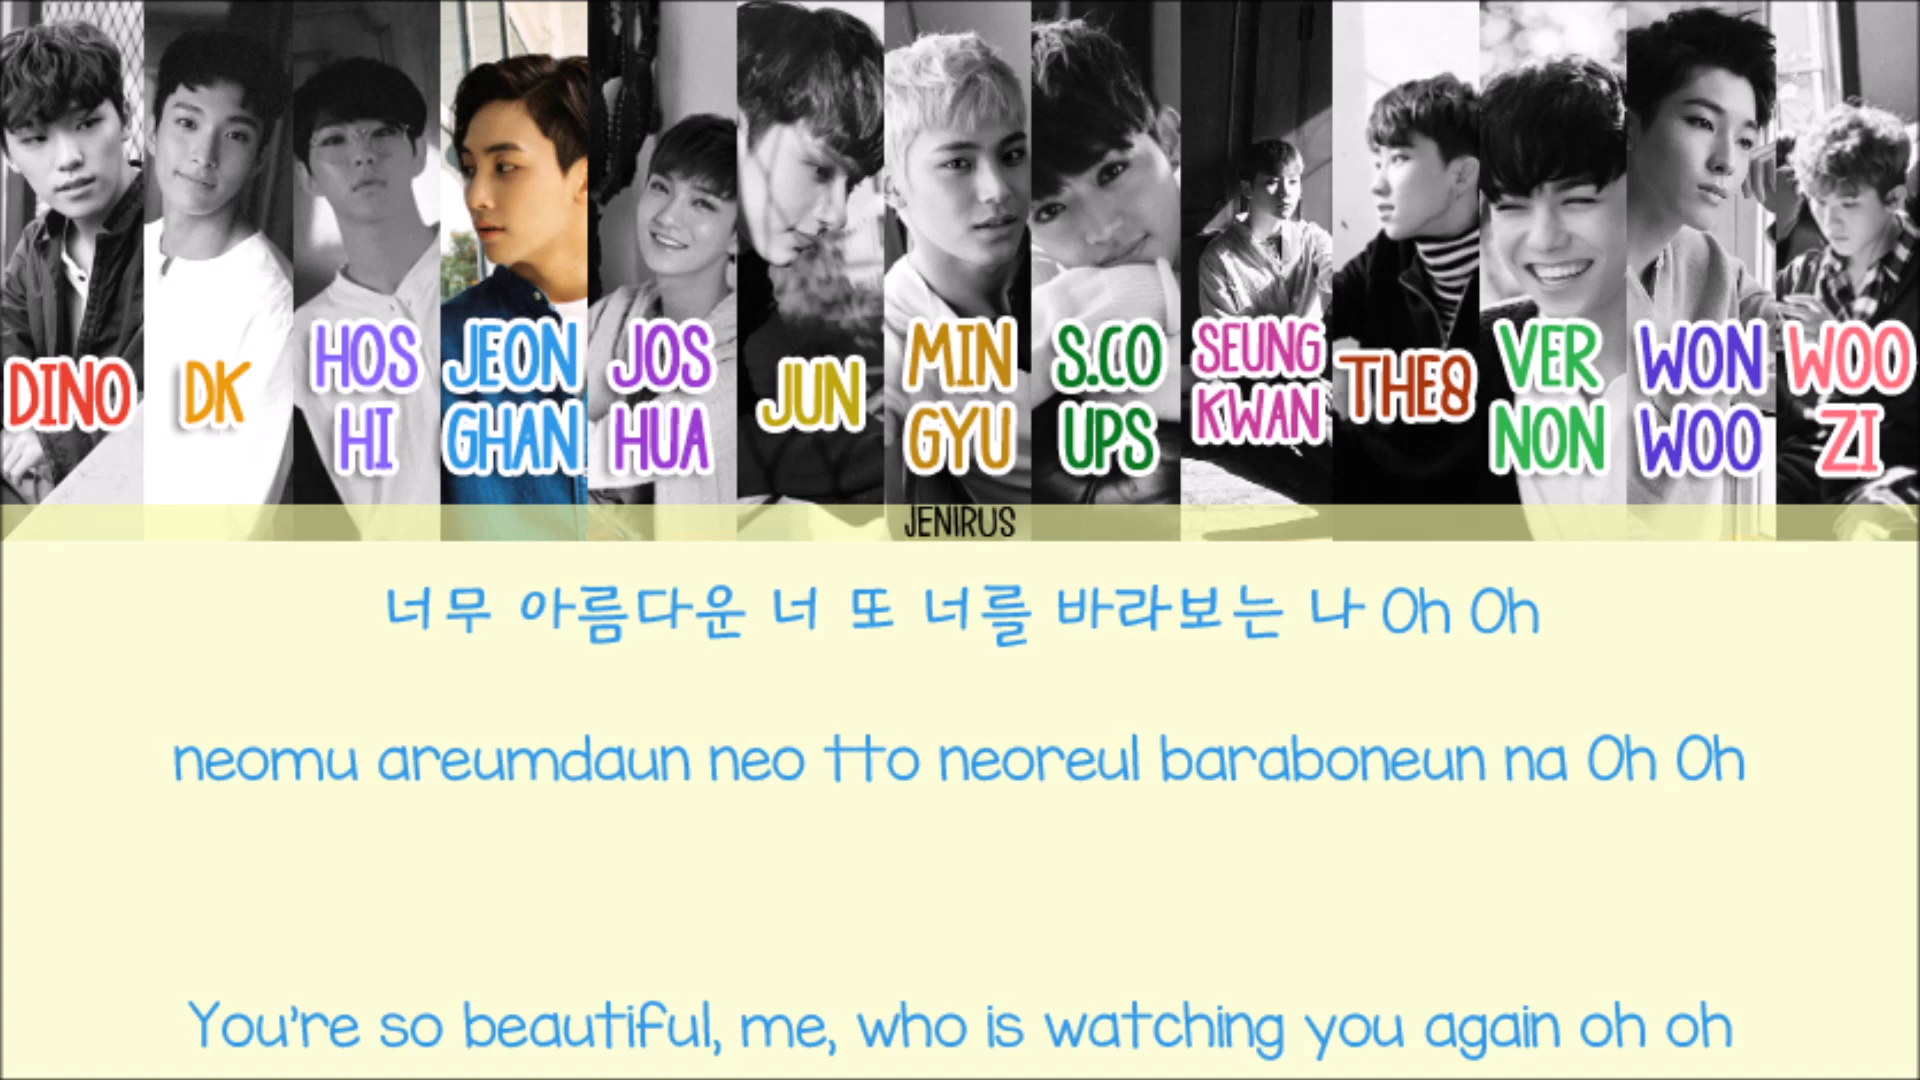 DINO
DK
HOS
HI
JEON
GHAN
JOS
HUA
JUN
MIN
GYU
S.CO
UPS
SEUNG
KWAN
THE8
VER
NON
WON
WOO
WOO
ZI
JENIRUS
너무 아름다운 너 또 너를 바라보는 나 Oh Oh
neomu areumdaun neo tto neoreul baraboneun na Oh Oh
You're so beautiful, me, who is watching you again oh oh